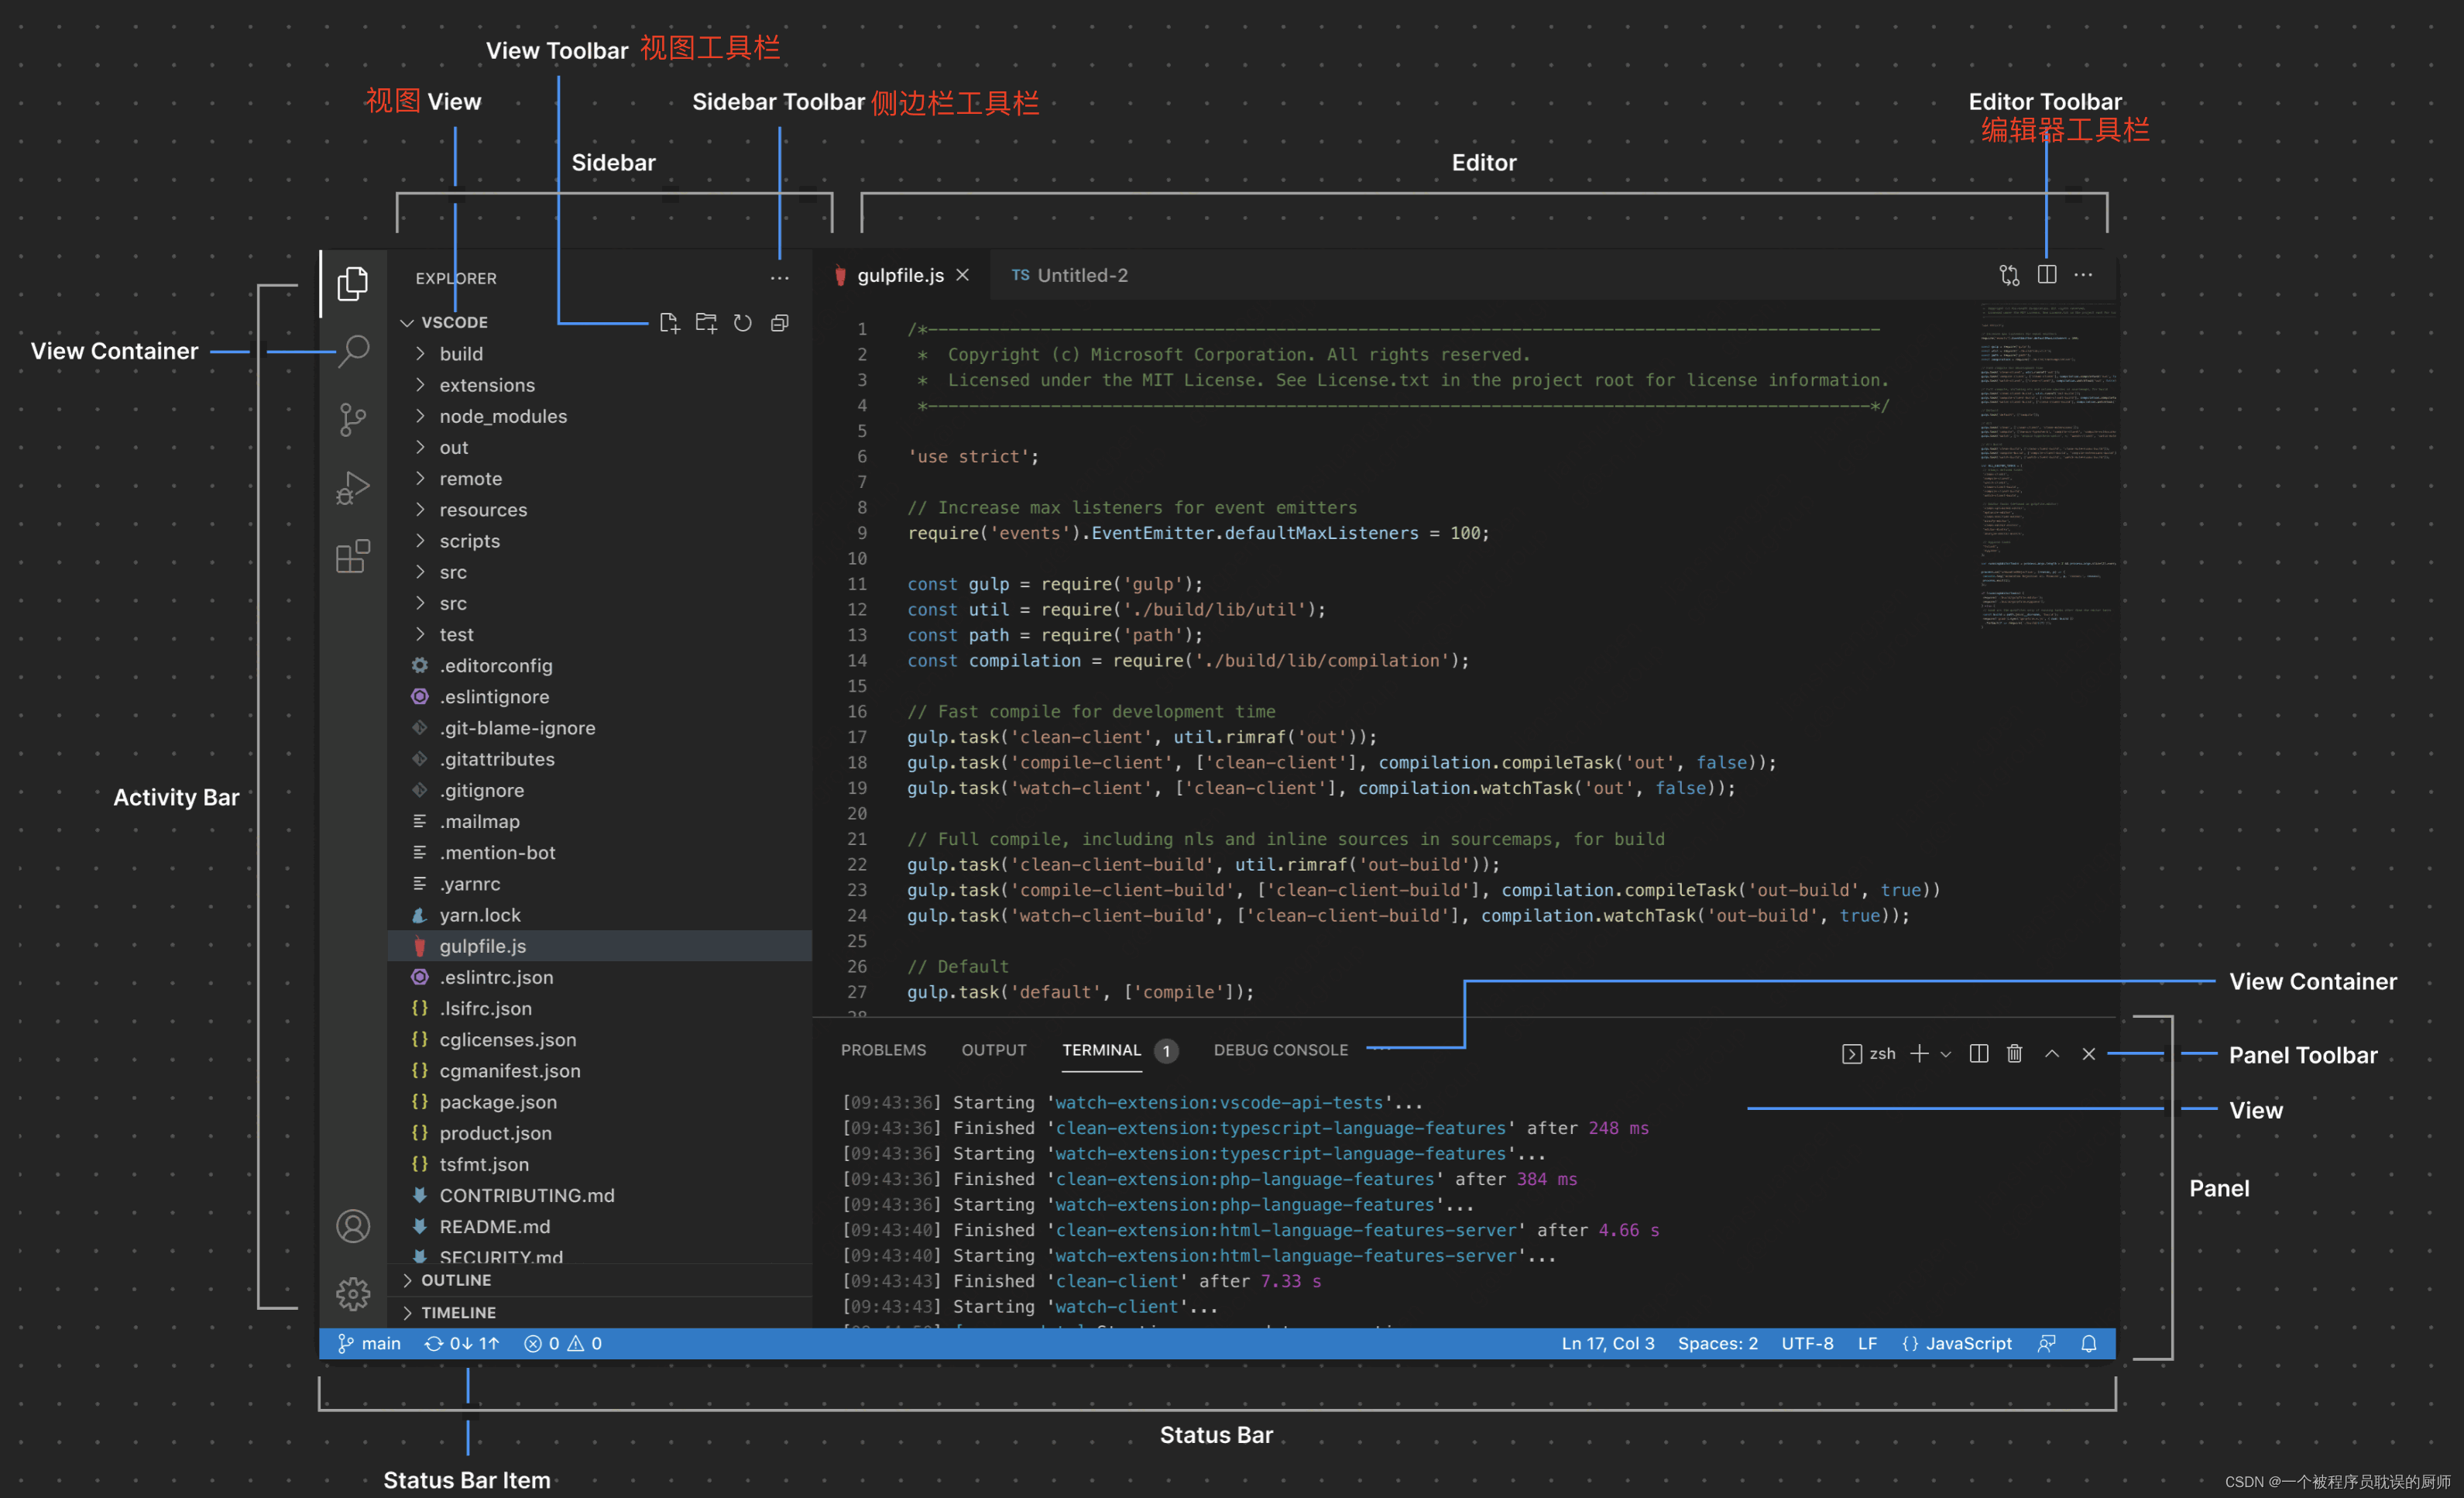 View Toolbar 视图工具栏
视图 View
Sidebar Toolbar 侧边栏工具栏
Editor Toolbar
编辑器工具栏
Sidebar
Editor
View Container
Activity Bar
EXPLORER
VSCODE
build
extensions
node_modules
out
remote
resources
scripts
src
src
test
.editorconfig
.eslintignore
.git-blame-ignore
.gitattributes
.gitignore
.mailmap
.mention-bot
.yarnrc
yarn.lock
gulpfile.js
.eslintrc.json
.lsifrc.json
cglicenses.json
cgmanifest.json
package.json
product.json
tsfmt.json
CONTRIBUTING.md
README.md
SECURITY.md
OUTLINE
TIMELINE
gulpfile.js
TS Untitled-2
1 /*
2 * Copyright (c) Microsoft Corporation. All rights reserved.
3 * Licensed under the MIT License. See License.txt in the project root for license information.
4 *--------------------------------------------------------------------------------------------*/
5
6 'use strict';
7
8 // Increase max listeners for event emitters
9 require('events').EventEmitter.defaultMaxListeners = 100;
10
11 const gulp = require('gulp');
12 const util = require('./build/lib/util');
13 const path = require('path');
14 const compilation = require('./build/lib/compilation');
15
16 // Fast compile for development time
17 gulp.task('clean-client', util.rimraf('out'));
18 gulp.task('compile-client', ['clean-client'], compilation.compileTask('out', false));
19 gulp.task('watch-client', ['clean-client'], compilation.watchTask('out', false));
20
21 // Full compile, including nls and inline sources in sourcemaps, for build
22 gulp.task('clean-client-build', util.rimraf('out-build'));
23 gulp.task('compile-client-build', ['clean-client-build'], compilation.compileTask('out-build', true))
24 gulp.task('watch-client-build', ['clean-client-build'], compilation.watchTask('out-build', true));
25
26 // Default
27 gulp.task('default', ['compile']);
28
PROBLEMS OUTPUT TERMINAL 1 DEBUG CONSOLE
zsh
[09:43:36] Starting 'watch-extension:vscode-api-tests'...
[09:43:36] Finished 'clean-extension:typescript-language-features' after 248 ms
[09:43:36] Starting 'watch-extension:typescript-language-features'...
[09:43:36] Finished 'clean-extension:php-language-features' after 384 ms
[09:43:36] Starting 'watch-extension:php-language-features'...
[09:43:40] Finished 'clean-extension:html-language-features-server' after 4.66 s
[09:43:40] Starting 'watch-extension:html-language-features-server'...
[09:43:43] Finished 'clean-client' after 7.33 s
[09:43:43] Starting 'watch-client'...
View Container
Panel Toolbar
View
Panel
main 0↓ 1↑ 0 0
Ln 17, Col 3 Spaces: 2 UTF-8 LF {} JavaScript
Status Bar
Status Bar Item
CSDN @一个被程序员耽误的厨师